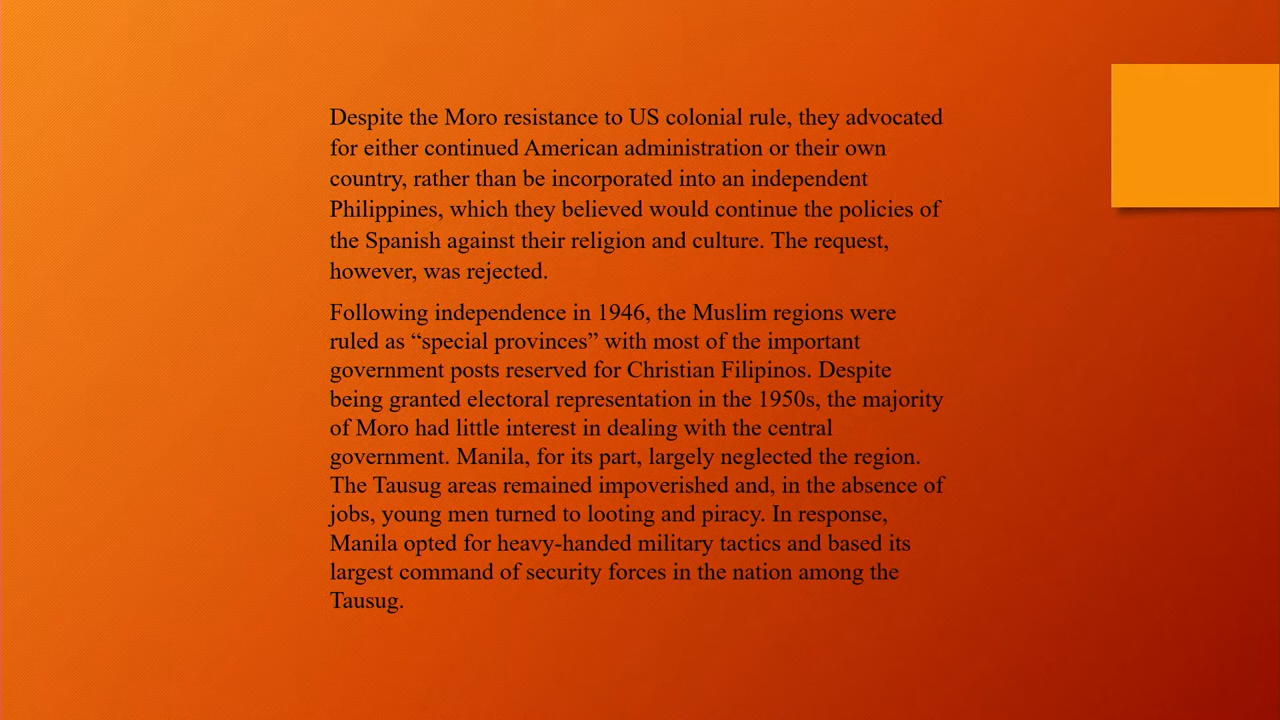 Despite the Moro resistance to US colonial rule, they advocated
for either continued American administration or their own
country, rather than be incorporated into an independent
Philippines, which they believed would continue the policies of
the Spanish against their religion and culture. The request,
however, was rejected.
Following independence in 1946, the Muslim regions were
ruled as “special provinces” with most of the important
government posts reserved for Christian Filipinos. Despite
being granted electoral representation in the 1950s, the majority
of Moro had little interest in dealing with the central
government. Manila, for its part, largely neglected the region.
The Tausug areas remained impoverished and, in the absence of
jobs, young men turned to looting and piracy. In response,
Manila opted for heavy-handed military tactics and based its
largest command of security forces in the nation among the
Tausug.